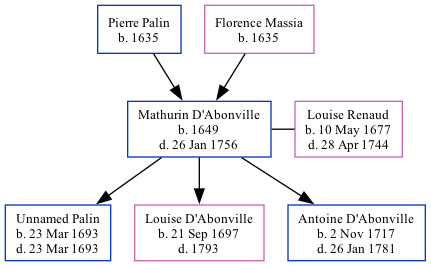 Pierre Palin
b. 1635
Florence Massia
b. 1635
Mathurin D'Abonville
b. 1649
d. 26 Jan 1756
Louise Renaud
b. 10 May 1677
d. 28 Apr 1744
Unnamed Palin
b. 23 Mar 1693
d. 23 Mar 1693
Louise D'Abonville
b. 21 Sep 1697
d. 1793
Antoine D'Abonville
b. 2 Nov 1717
d. 26 Jan 1781